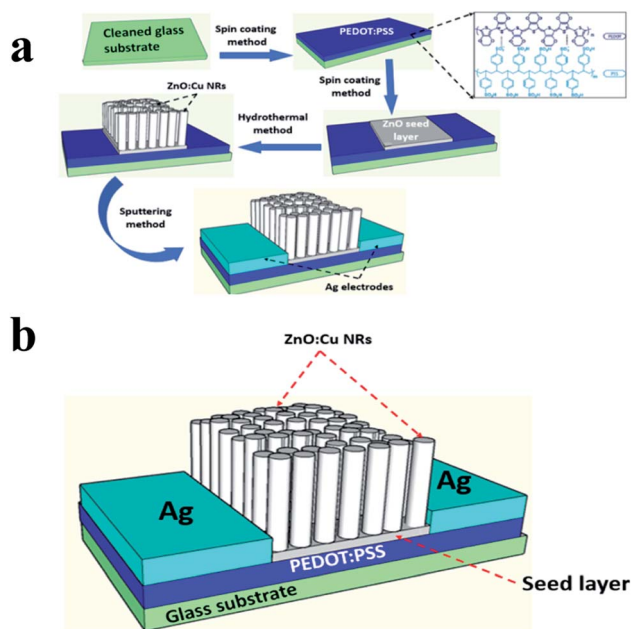 a
Cleaned glass
substrate
Spin coating
method
PEDOT:PSS
Spin coating
method
ZnO:Cu NRs
Hydrothermal
method
ZnO seed
layer
Sputtering
method
Ag electrodes
b
ZnO:Cu NRs
Ag
Ag
PEDOT:PSS
Seed layer
Glass substrate